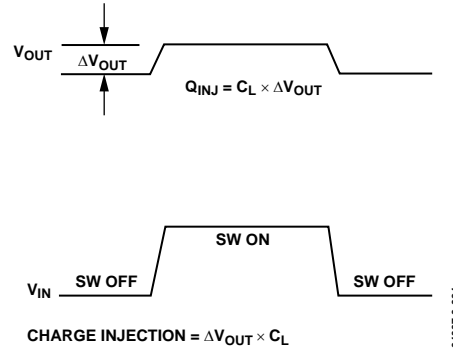 VOUT
ΔVOUT
QINJ = CL × ΔVOUT
SW ON
VIN
SW OFF
SW OFF
CHARGE INJECTION = ΔVOUT × CL